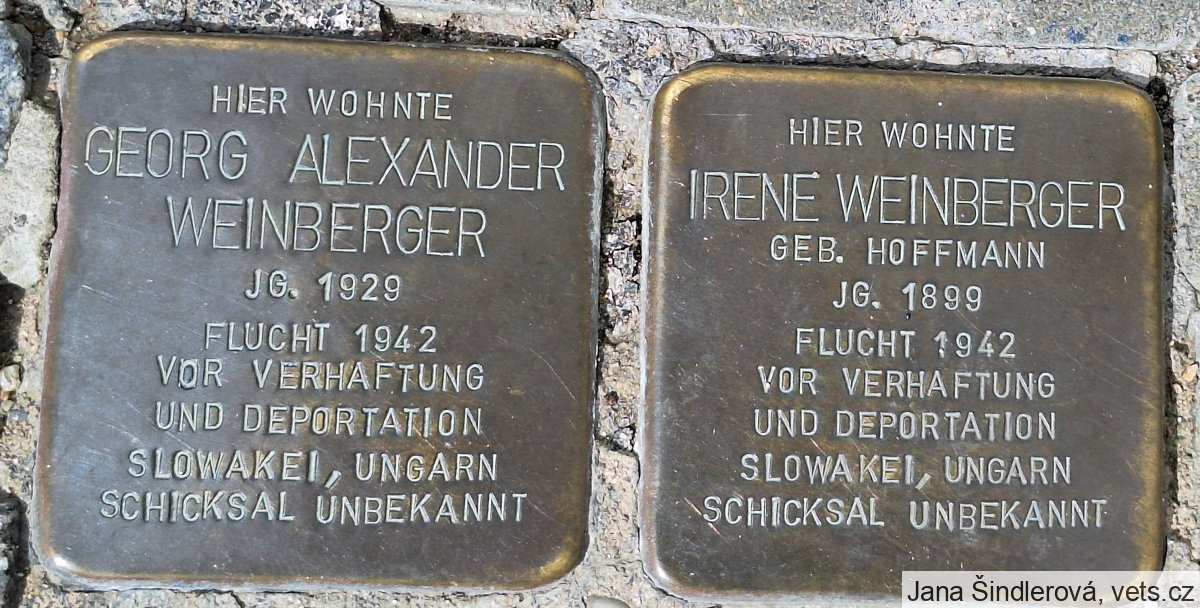 HIER WOHNTE
GEORG ALEXANDER
WEINBERGER
JG. 1929
FLUCHT 1942
VOR VERHAFTUNG
UND DEPORTATION
SLOWAKEI, UNGARN
SCHICKSAL UNBEKANNT
HIER WOHNTE
IRENE WEINBERGER
GEB. HOFFMANN
JG. 1899
FLUCHT 1942
VOR VERHAFTUNG
UND DEPORTATION
SLOWAKEI, UNGARN
SCHICKSAL UNBEKANNT
Jana Šindlerová, vets.cz